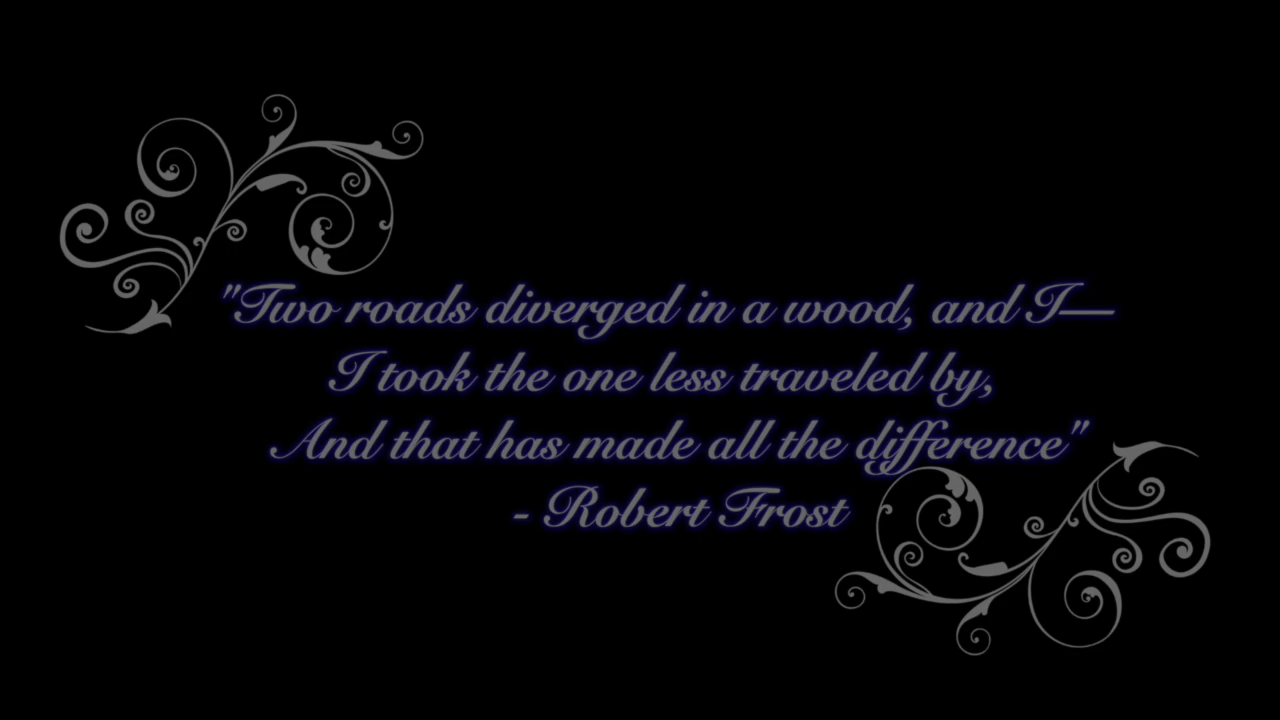 "Two roads diverged in a wood, and I—
I took the one less traveled by,
And that has made all the difference"
- Robert Frost